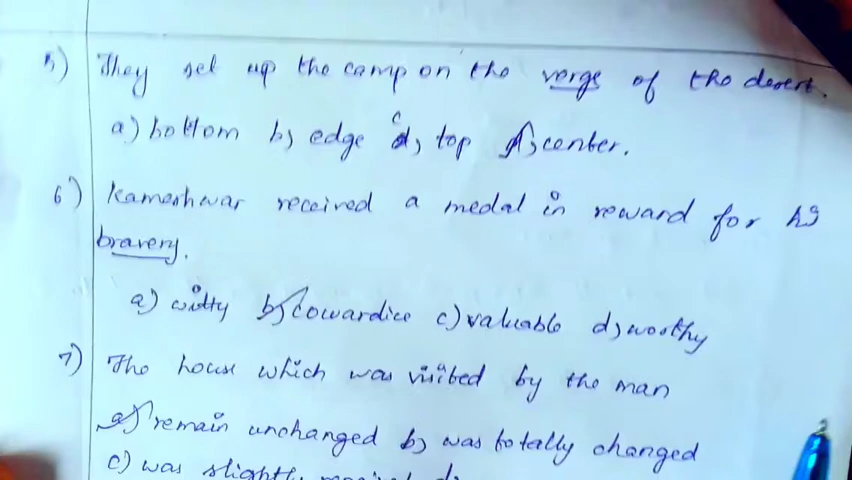 5) They set up the camp on the verge of the desert.
a) bottom b) edge c) top d) center.
6) Kameshwar received a medal in reward for his
bravery.
a) witty b) cowardice c) valuable d) worthy
7) The house which was visited by the man
a) remain unchanged b) was totally changed
c) was slightly